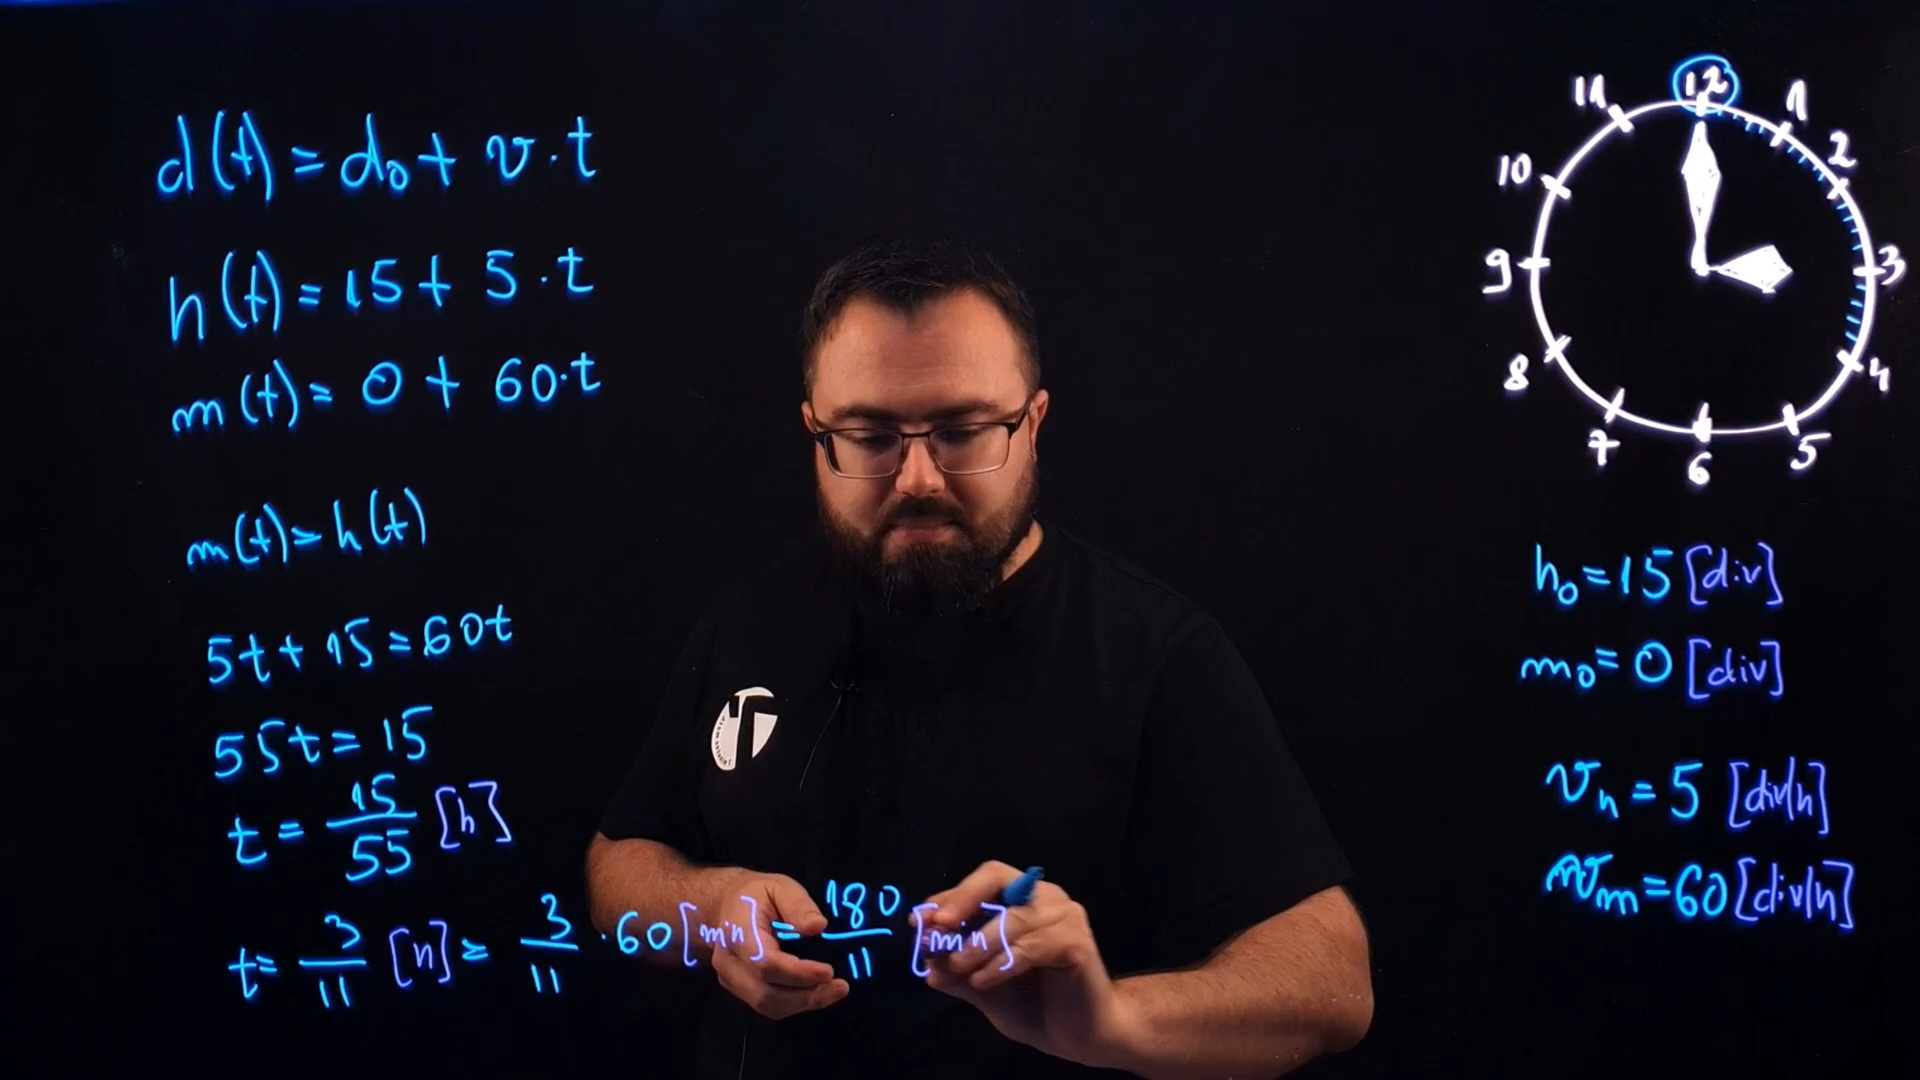 d(t) = d₀ + v · t
h(t) = 15 + 5 · t
m(t) = 0 + 60 · t
m(t) = h(t)
5t + 15 = 60t
55t = 15
t = 15/55 [h]
t = 3/11 [h] = 3/11 · 60 [min] = 180/11 [min]
12
1
2
3
4
5
6
7
8
9
10
11
h₀ = 15 [div]
m₀ = 0 [div]
vₕ = 5 [div/h]
vₘ = 60 [div/h]